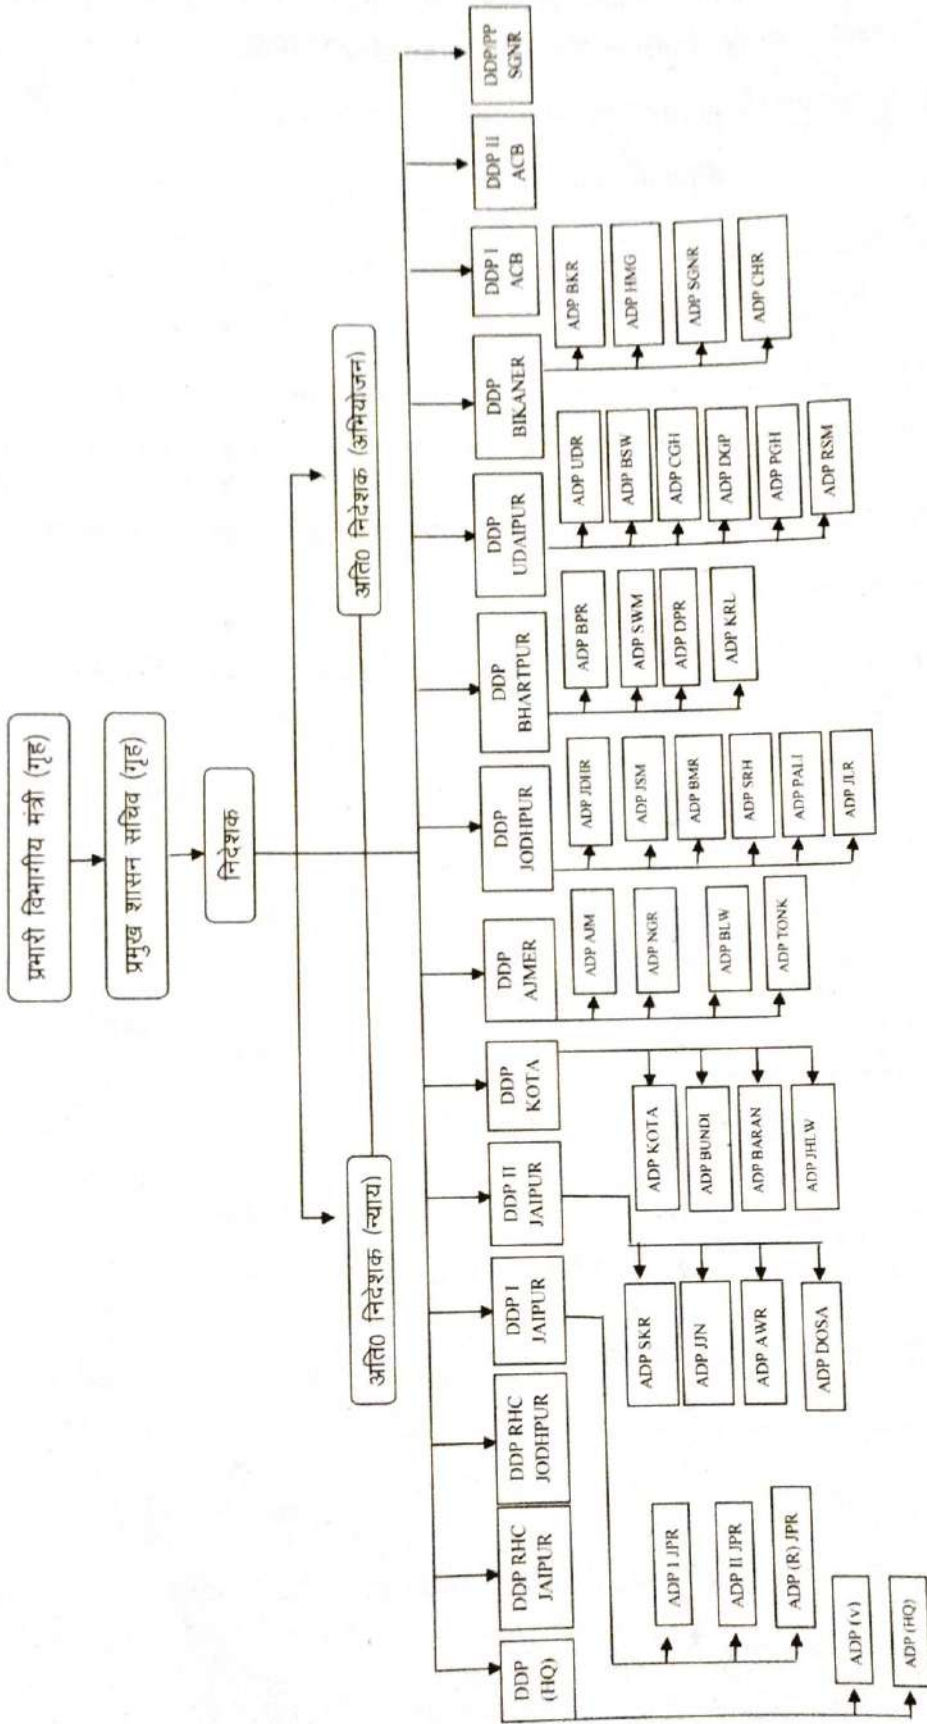 प्रभारी विभागीय मंत्री (गृह)
प्रमुख शासन सचिव (गृह)
निदेशक
अति0 निदेशक (न्याय)
अति0 निदेशक (अभियोजन)
DDP
(HQ)
DDP RHC
JAIPUR
DDP RHC
JODHPUR
DDP I
JAIPUR
DDP II
JAIPUR
DDP
KOTA
DDP
AJMER
DDP
JODHPUR
DDP
BHARTPUR
DDP
UDAIPUR
DDP
BIKANER
DDP I
ACB
DDP II
ACB
DDP/PP
SGNR
ADP (V)
ADP (HQ)
ADP I JPR
ADP II JPR
ADP (R) JPR
ADP SKR
ADP JJN
ADP AWR
ADP DOSA
ADP KOTA
ADP BUNDI
ADP BARAN
ADP JHLW
ADP AJM
ADP NGR
ADP BLW
ADP TONK
ADP JDHR
ADP JSM
ADP BMR
ADP SRH
ADP PALI
ADP JLR
ADP BPR
ADP SWM
ADP DPR
ADP KRL
ADP UDR
ADP BSW
ADP CGH
ADP DGP
ADP PGH
ADP RSM
ADP BKR
ADP HMG
ADP SGNR
ADP CHR